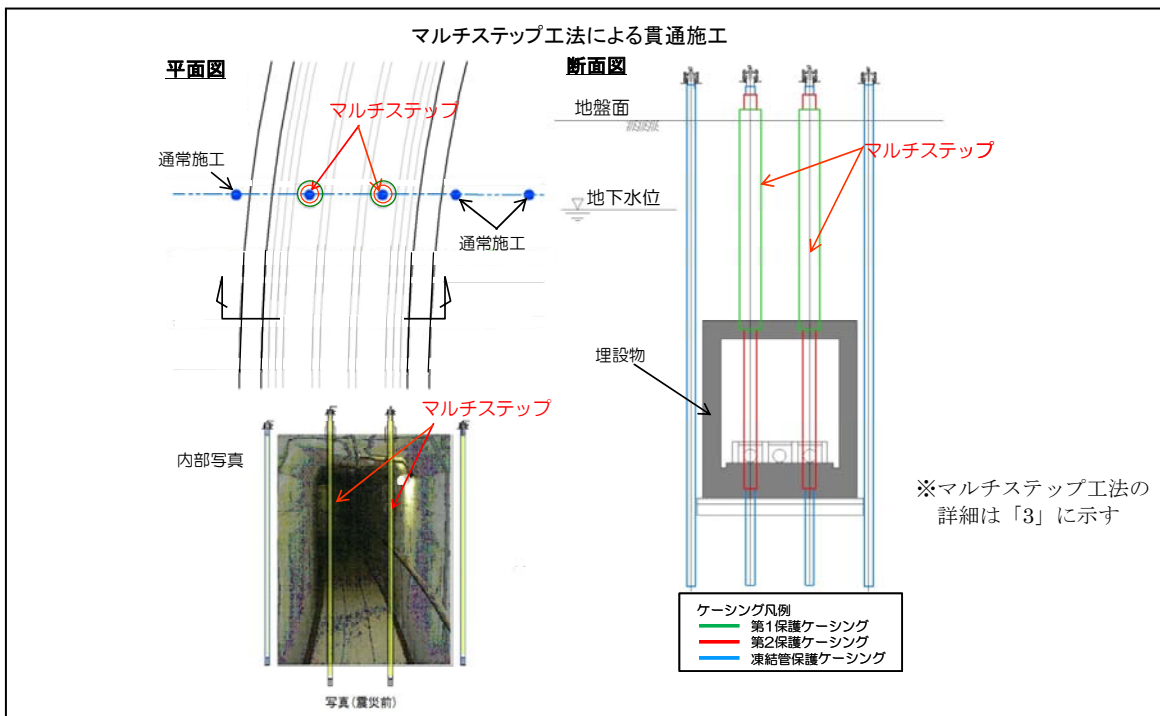 マルチステップ工法による貫通施工
平面図
マルチステップ
通常施工
通常施工
断面図
地盤面
マルチステップ
地下水位
埋設物
マルチステップ
内部写真
写真(震災前)
※マルチステップ工法の
詳細は「3」に示す
ケーシング凡例
第1保護ケーシング
第2保護ケーシング
凍結管保護ケーシング